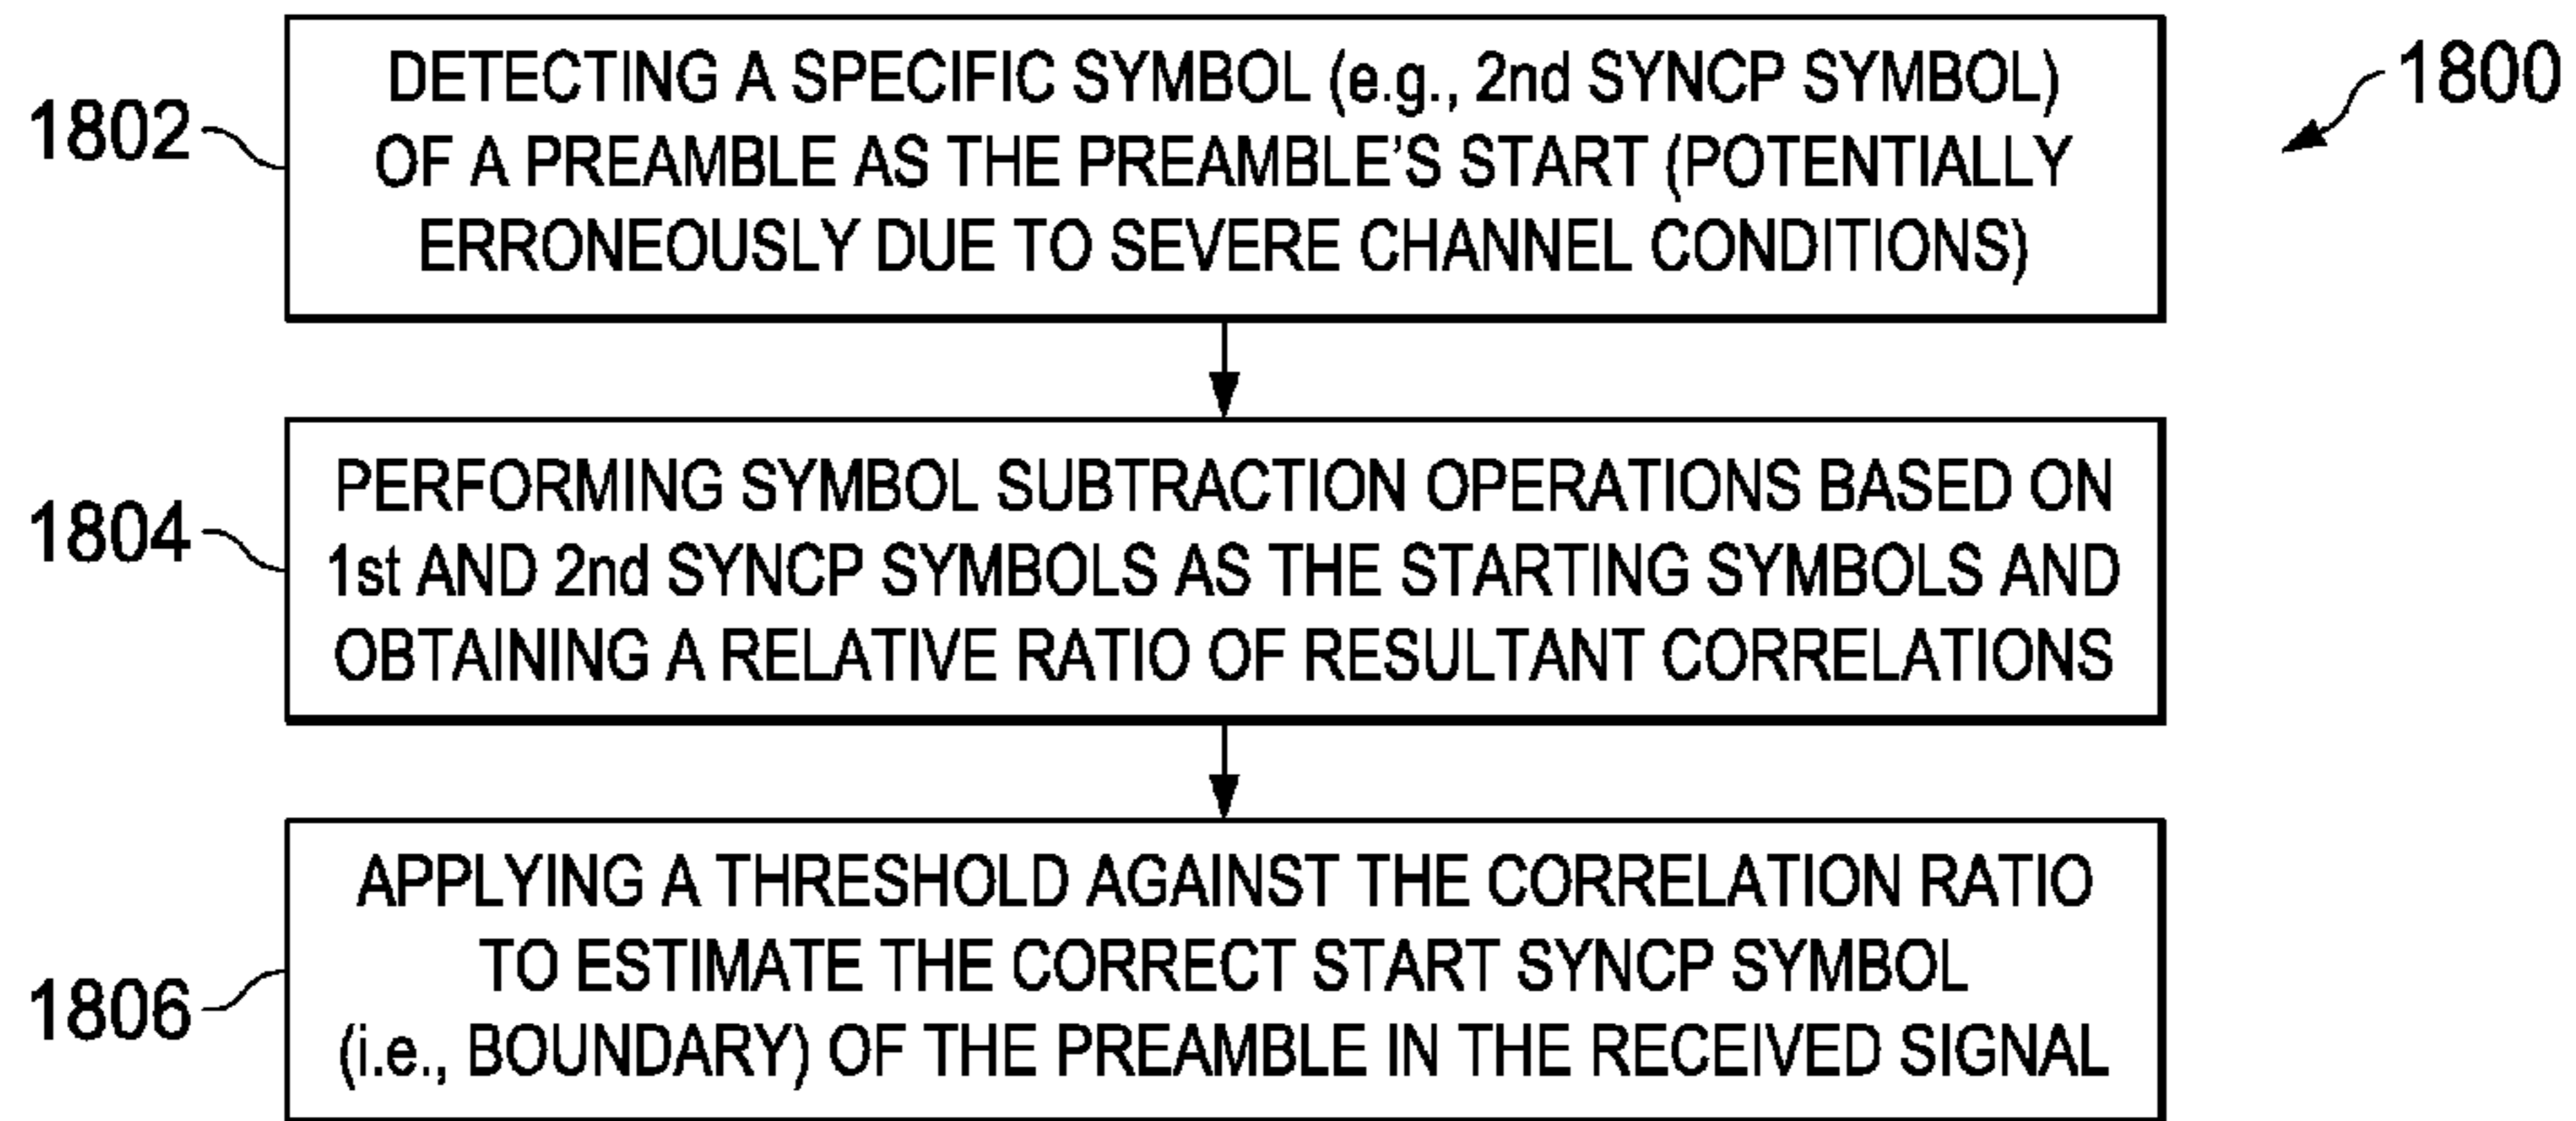 1800
1802
DETECTING A SPECIFIC SYMBOL (e.g., 2nd SYNCP SYMBOL)
OF A PREAMBLE AS THE PREAMBLE'S START (POTENTIALLY
ERRONEOUSLY DUE TO SEVERE CHANNEL CONDITIONS)
1804
PERFORMING SYMBOL SUBTRACTION OPERATIONS BASED ON
1st AND 2nd SYNCP SYMBOLS AS THE STARTING SYMBOLS AND
OBTAINING A RELATIVE RATIO OF RESULTANT CORRELATIONS
1806
APPLYING A THRESHOLD AGAINST THE CORRELATION RATIO
TO ESTIMATE THE CORRECT START SYNCP SYMBOL
(i.e., BOUNDARY) OF THE PREAMBLE IN THE RECEIVED SIGNAL